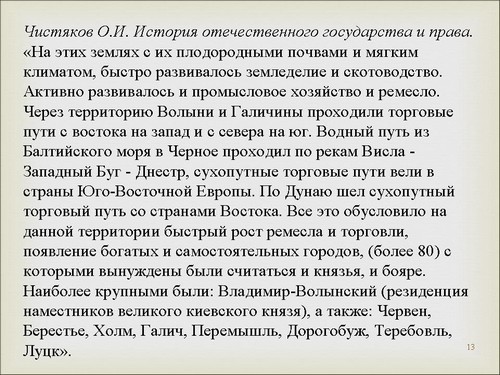 Чистяков О.И. История отечественного государства и права.
«На этих землях с их плодородными почвами и мягким
климатом, быстро развивалось земледелие и скотоводство.
Активно развивалось и промысловое хозяйство и ремесло.
Через территорию Волыни и Галичины проходили торговые
пути с востока на запад и с севера на юг. Водный путь из
Балтийского моря в Черное проходил по рекам Висла -
Западный Буг - Днестр, сухопутные торговые пути вели в
страны Юго-Восточной Европы. По Дунаю шел сухопутный
торговый путь со странами Востока. Все это обусловило на
данной территории быстрый рост ремесла и торговли,
появление богатых и самостоятельных городов, (более 80) с
которыми вынуждены были считаться и князья, и бояре.
Наиболее крупными были: Владимир-Волынский (резиденция
наместников великого киевского князя), а также: Червен,
Берестье, Холм, Галич, Перемышль, Дорогобуж, Теребовль,
Луцк».
13